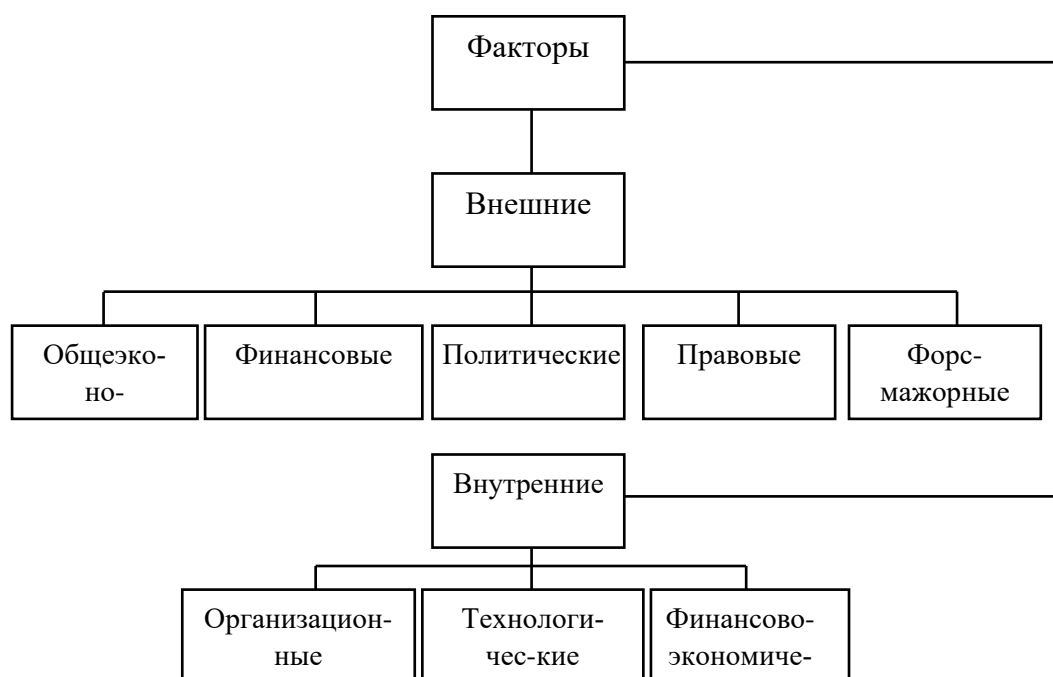 Факторы
Внешние
Общеэко-
но-
Финансовые
Политические
Правовые
Форс-
мажорные
Внутренние
Организацион-
ные
Технологи-
чес-кие
Финансово-
экономиче-